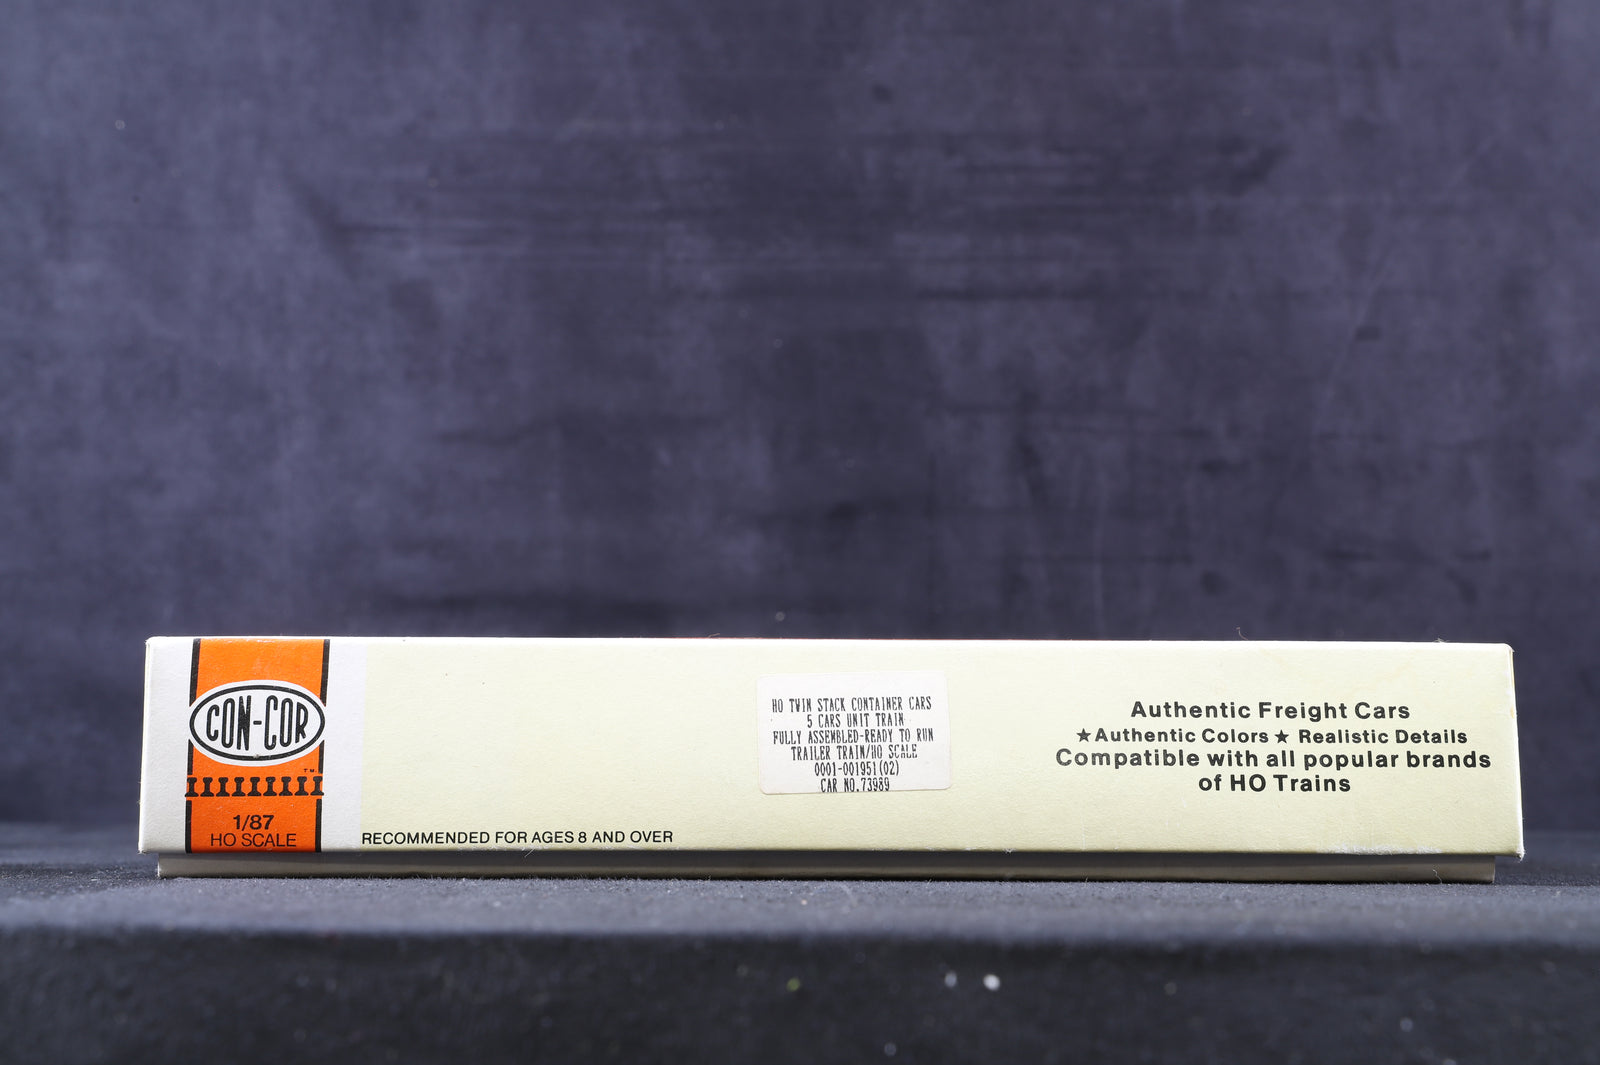 CON-COR
TM
1/87
HO SCALE
RECOMMENDED FOR AGES 8 AND OVER
HO TWIN STACK CONTAINER CARS
5 CARS UNIT TRAIN
FULLY ASSEMBLED-READY TO RUN
TRAILER TRAIN/HO SCALE
0001-001951(02)
CAR NO.73989
Authentic Freight Cars
★Authentic Colors★ Realistic Details
Compatible with all popular brands
of HO Trains